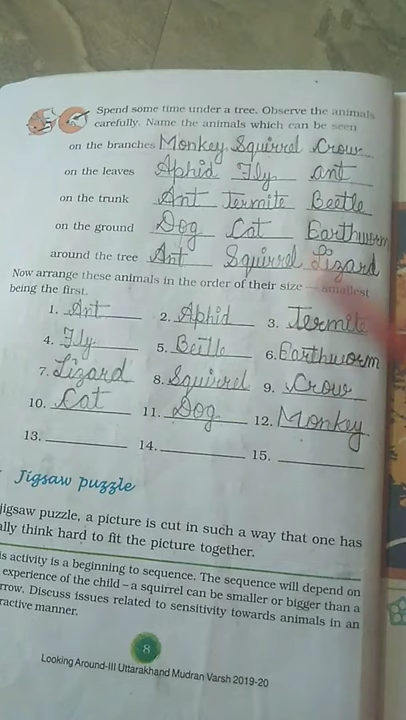 Spend some time under a tree. Observe the animals
carefully. Name the animals which can be seen
on the branches Monkey Squirrel Crow
on the leaves Aphid Fly ant
on the trunk Ant Termite Beetle
on the ground Dog Cat Earthworm
around the tree Ant Squirrel Lizard
Now arrange these animals in the order of their size — smallest
being the first.
1. Ant 2. Aphid 3. Termite
4. Fly 5. Beetle 6. Earthworm
7. Lizard 8. Squirrel 9. Crow
10. Cat 11. Dog 12. Monkey
13. 14. 15.
Jigsaw puzzle
jigsaw puzzle, a picture is cut in such a way that one has
ally think hard to fit the picture together.
is activity is a beginning to sequence. The sequence will depend on
experience of the child – a squirrel can be smaller or bigger than a
rrow. Discuss issues related to sensitivity towards animals in an
ractive manner.
8
Looking Around-III Uttarakhand Mudran Varsh 2019-20